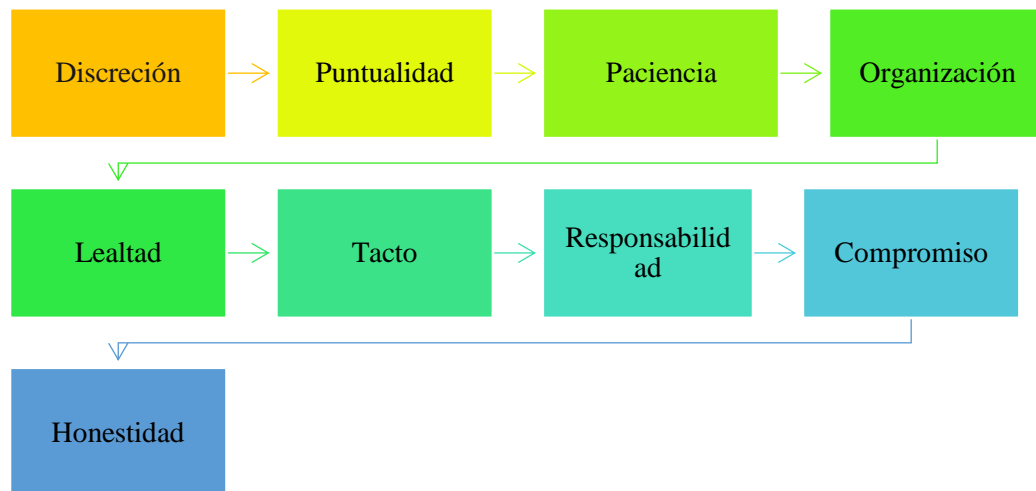 Discreción
Puntualidad
Paciencia
Organización
Lealtad
Tacto
Responsabilid
ad
Compromiso
Honestidad